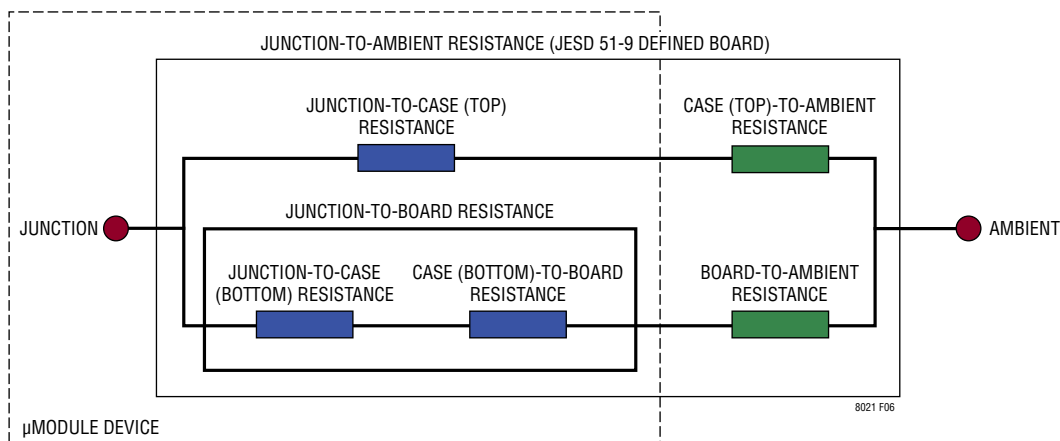 JUNCTION-TO-AMBIENT RESISTANCE (JESD 51-9 DEFINED BOARD)
JUNCTION-TO-CASE (TOP)
RESISTANCE
CASE (TOP)-TO-AMBIENT
RESISTANCE
JUNCTION-TO-BOARD RESISTANCE
JUNCTION
AMBIENT
JUNCTION-TO-CASE
(BOTTOM) RESISTANCE
CASE (BOTTOM)-TO-BOARD
RESISTANCE
BOARD-TO-AMBIENT
RESISTANCE
8021 F06
µMODULE DEVICE